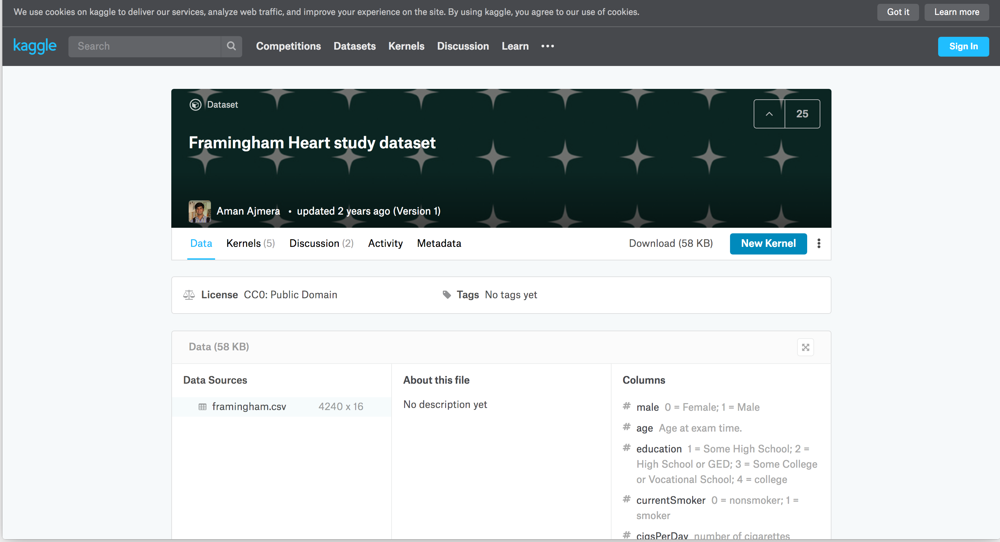 We use cookies on kaggle to deliver our services, analyze web traffic, and improve your experience on the site. By using kaggle, you agree to our use of cookies.
Got it
Learn more
kaggle
Search
Competitions
Datasets
Kernels
Discussion
Learn
•••
Sign In
Dataset
25
Framingham Heart study dataset
Aman Ajmera • updated 2 years ago (Version 1)
Data
Kernels (5)
Discussion (2)
Activity
Metadata
Download (58 KB)
New Kernel
License CC0: Public Domain
Tags No tags yet
Data (58 KB)
Data Sources
framingham.csv 4240 x 16
About this file
No description yet
Columns
# male 0 = Female; 1 = Male
# age Age at exam time.
# education 1 = Some High School; 2 =
High School or GED; 3 = Some College
or Vocational School; 4 = college
# currentSmoker 0 = nonsmoker; 1 =
smoker
# cigsPerDay number of cigarettes